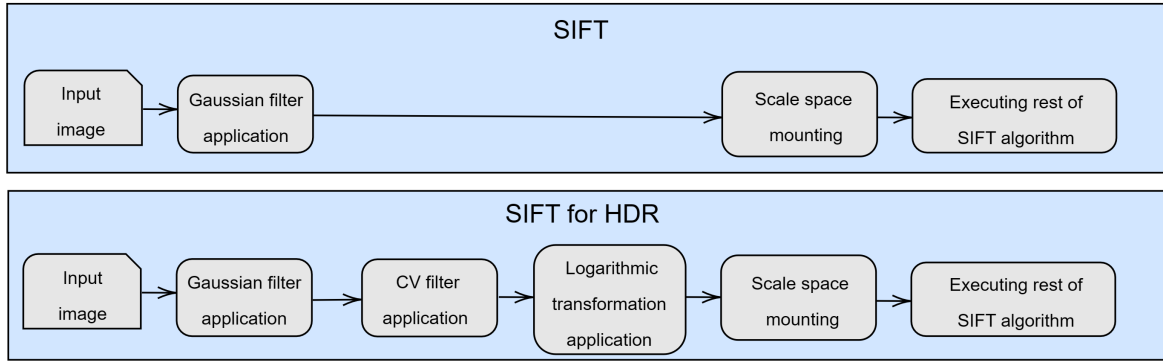 SIFT
Input
image
Gaussian filter
application
Scale space
mounting
Executing rest of
SIFT algorithm
SIFT for HDR
Input
image
Gaussian filter
application
CV filter
application
Logarithmic
transformation
application
Scale space
mounting
Executing rest of
SIFT algorithm